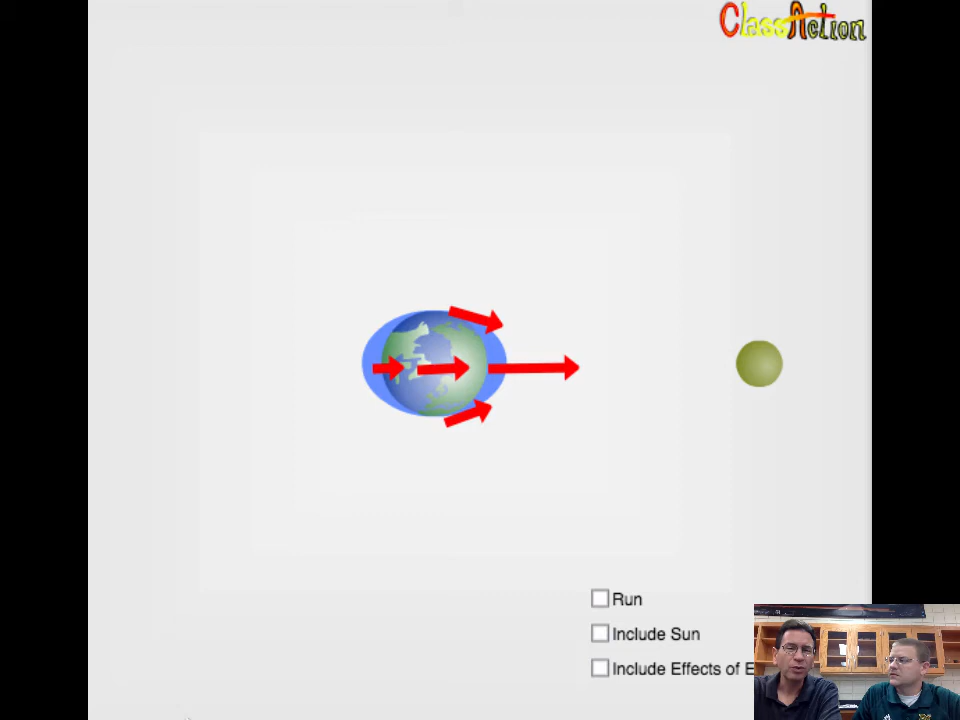 ClassAction
Run
Include Sun
Include Effects of E